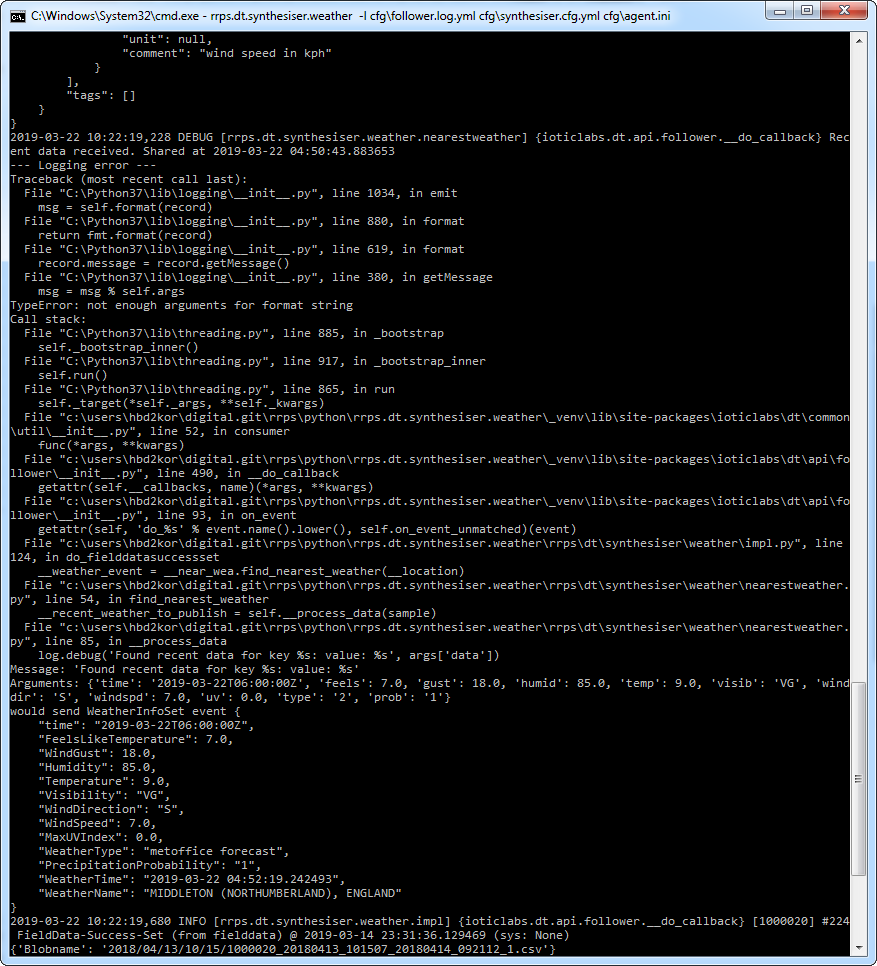 C:\Windows\System32\cmd.exe - rrps.dt.synthesiser.weather  -l cfg\follower.log.yml cfg\synthesiser.cfg.yml cfg\agent.ini
                "unit": null,
                "comment": "wind speed in kph"
            }
        ],
        "tags": []
    }
}
2019-03-22 10:22:19,228 DEBUG [rrps.dt.synthesiser.weather.nearestweather] {ioticlabs.dt.api.follower.__do_callback} Rec
ent data received. Shared at 2019-03-22 04:50:43.883653
--- Logging error ---
Traceback (most recent call last):
  File "C:\Python37\lib\logging\__init__.py", line 1034, in emit
    msg = self.format(record)
  File "C:\Python37\lib\logging\__init__.py", line 880, in format
    return fmt.format(record)
  File "C:\Python37\lib\logging\__init__.py", line 619, in format
    record.message = record.getMessage()
  File "C:\Python37\lib\logging\__init__.py", line 380, in getMessage
    msg = msg % self.args
TypeError: not enough arguments for format string
Call stack:
  File "C:\Python37\lib\threading.py", line 885, in _bootstrap
    self._bootstrap_inner()
  File "C:\Python37\lib\threading.py", line 917, in _bootstrap_inner
    self.run()
  File "C:\Python37\lib\threading.py", line 865, in run
    self._target(*self._args, **self._kwargs)
  File "c:\users\hbd2kor\digital.git\rrps\python\rrps.dt.synthesiser.weather\_venv\lib\site-packages\ioticlabs\dt\common
\util\__init__.py", line 52, in consumer
    func(*args, **kwargs)
  File "c:\users\hbd2kor\digital.git\rrps\python\rrps.dt.synthesiser.weather\_venv\lib\site-packages\ioticlabs\dt\api\fo
llower\__init__.py", line 490, in __do_callback
    getattr(self.__callbacks, name)(*args, **kwargs)
  File "c:\users\hbd2kor\digital.git\rrps\python\rrps.dt.synthesiser.weather\_venv\lib\site-packages\ioticlabs\dt\api\fo
llower\__init__.py", line 93, in on_event
    getattr(self, 'do_%s' % event.name().lower(), self.on_event_unmatched)(event)
  File "c:\users\hbd2kor\digital.git\rrps\python\rrps.dt.synthesiser.weather\rrps\dt\synthesiser\weather\impl.py", line
124, in do_fielddatasuccessset
    __weather_event = __near_wea.find_nearest_weather(__location)
  File "c:\users\hbd2kor\digital.git\rrps\python\rrps.dt.synthesiser.weather\rrps\dt\synthesiser\weather\nearestweather.
py", line 54, in find_nearest_weather
    __recent_weather_to_publish = self.__process_data(sample)
  File "c:\users\hbd2kor\digital.git\rrps\python\rrps.dt.synthesiser.weather\rrps\dt\synthesiser\weather\nearestweather.
py", line 85, in __process_data
    log.debug('Found recent data for key %s: value: %s', args['data'])
Message: 'Found recent data for key %s: value: %s'
Arguments: {'time': '2019-03-22T06:00:00Z', 'feels': 7.0, 'gust': 18.0, 'humid': 85.0, 'temp': 9.0, 'visib': 'VG', 'wind
dir': 'S', 'windspd': 7.0, 'uv': 0.0, 'type': '2', 'prob': '1'}
would send WeatherInfoSet event {
    "time": "2019-03-22T06:00:00Z",
    "FeelsLikeTemperature": 7.0,
    "WindGust": 18.0,
    "Humidity": 85.0,
    "Temperature": 9.0,
    "Visibility": "VG",
    "WindDirection": "S",
    "WindSpeed": 7.0,
    "MaxUVIndex": 0.0,
    "WeatherType": "metoffice forecast",
    "PrecipitationProbability": "1",
    "WeatherTime": "2019-03-22 04:52:19.242493",
    "WeatherName": "MIDDLETON (NORTHUMBERLAND), ENGLAND"
}
2019-03-22 10:22:19,680 INFO [rrps.dt.synthesiser.weather.impl] {ioticlabs.dt.api.follower.__do_callback} [1000020] #224
 FieldData-Success-Set (from fielddata) @ 2019-03-14 23:31:36.129469 (sys: None)
{'Blobname': '2018/04/13/10/15/1000020_20180413_101507_20180414_092112_1.csv'}